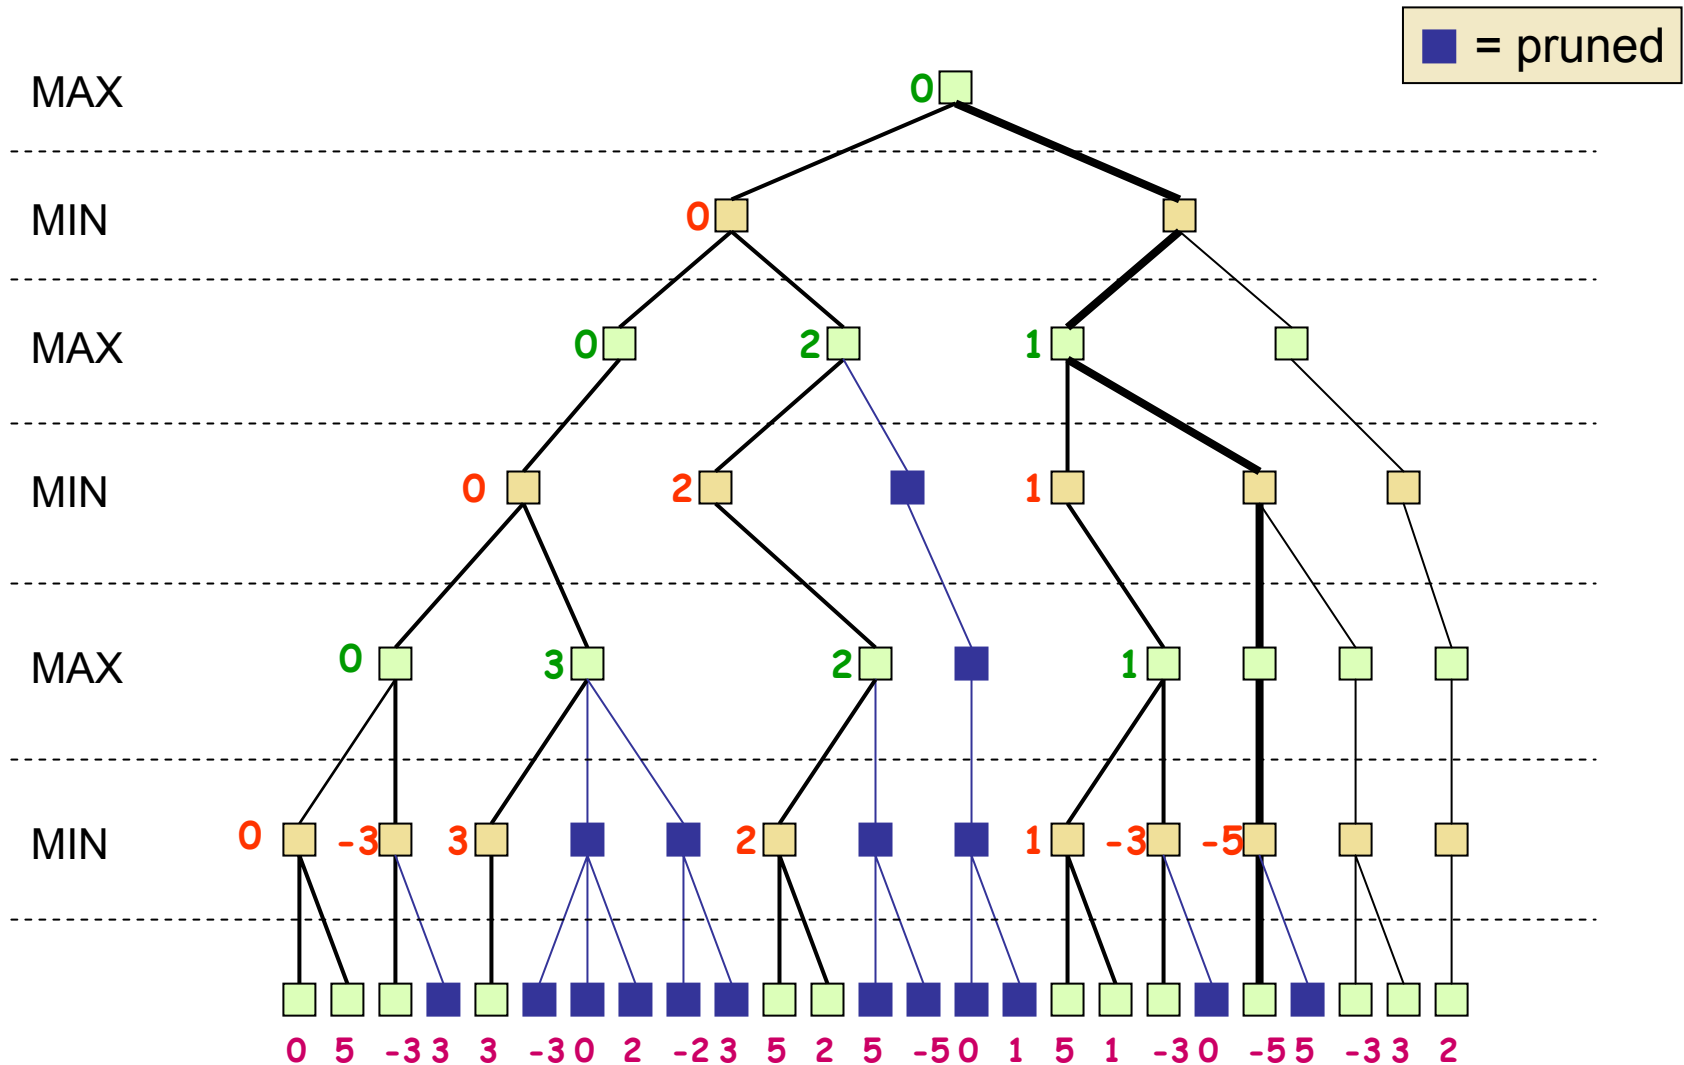 = pruned
MAX 0
MIN 0
MAX 0 2 1
MIN 0 2 1
MAX 0 3 2 1
MIN 0 -3 3 2 1 -3 -5
0 5 -3 3 3 -3 0 2 -2 3 5 2 5 -5 0 1 5 1 -3 0 -5 5 -3 3 2